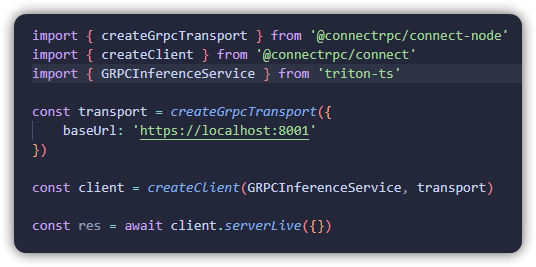 import { createGrpcTransport } from '@connectrpc/connect-node'
import { createClient } from '@connectrpc/connect'
import { GRPCInferenceService } from 'triton-ts'

const transport = createGrpcTransport({
    baseUrl: 'https://localhost:8001'
})

const client = createClient(GRPCInferenceService, transport)

const res = await client.serverLive({})